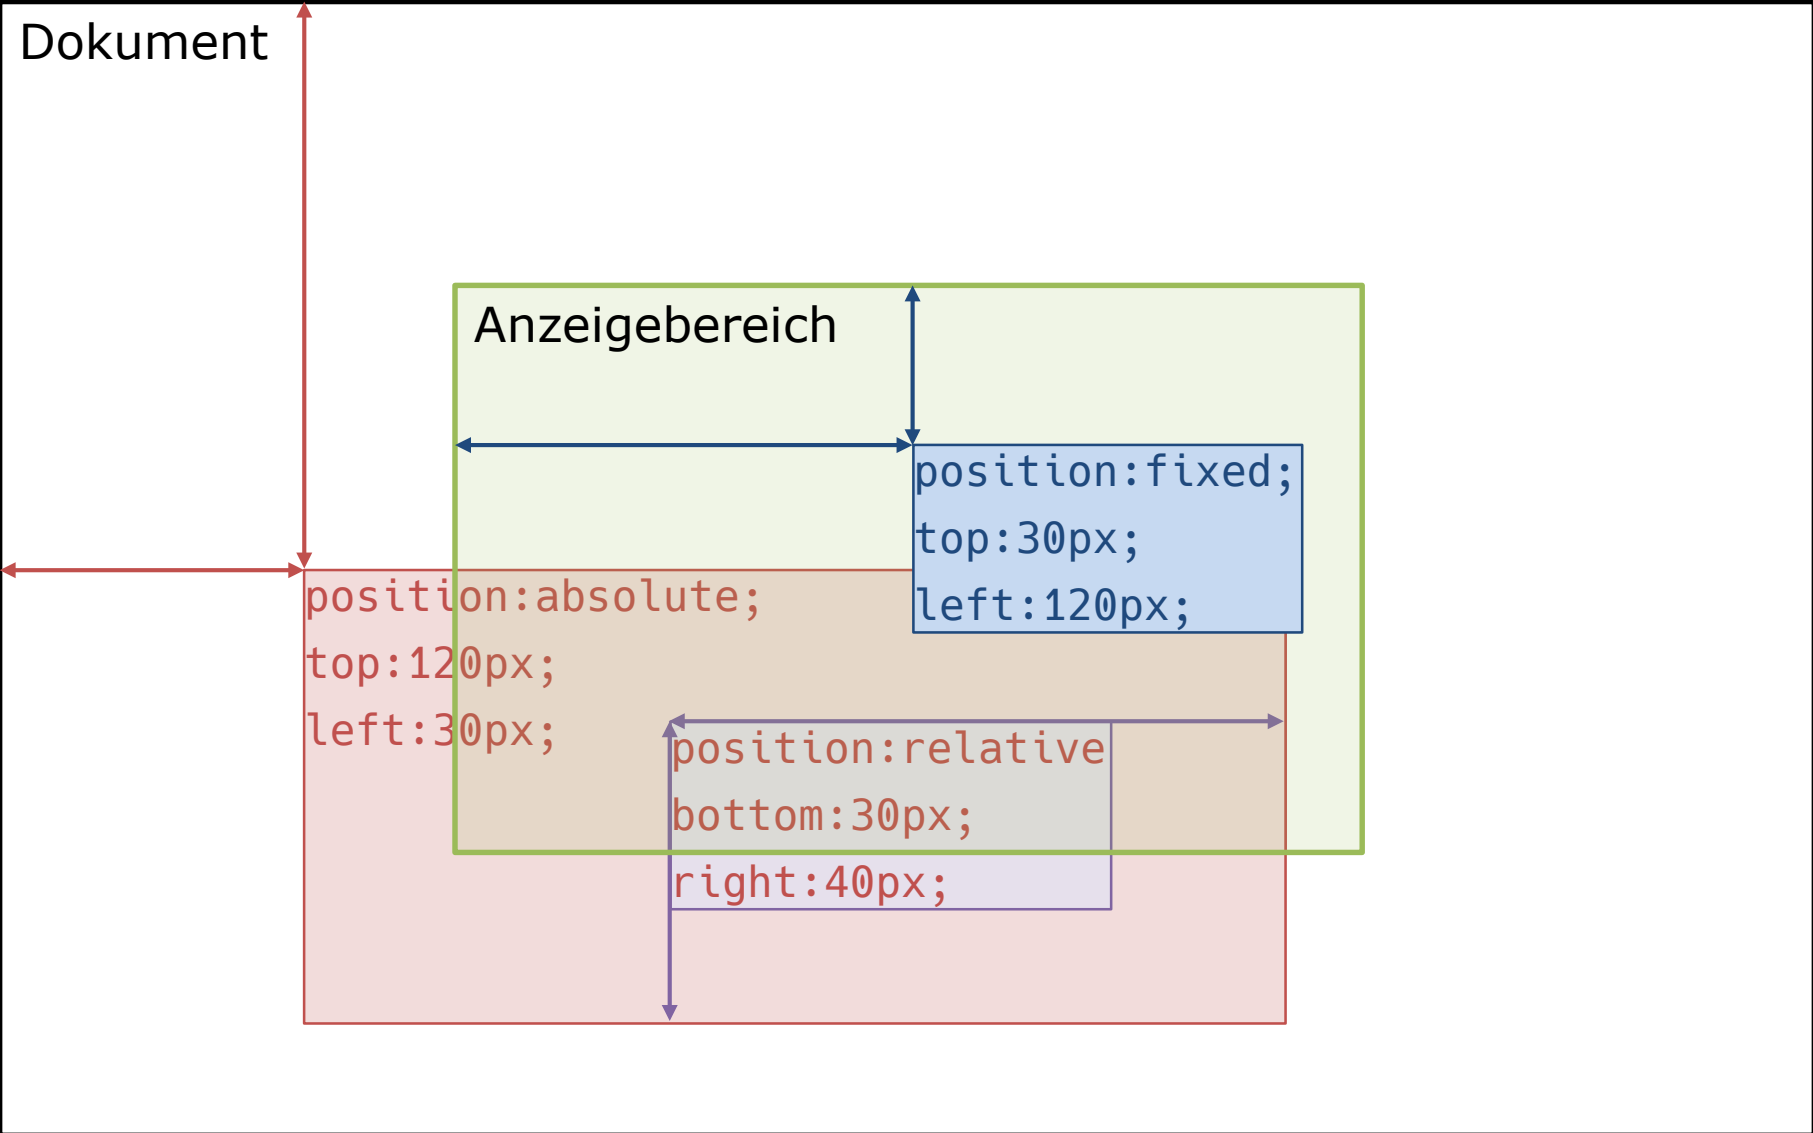 Dokument
Anzeigebereich
position:fixed;
top:30px;
left:120px;
position:absolute;
top:120px;
left:30px;
position:relative
bottom:30px;
right:40px;